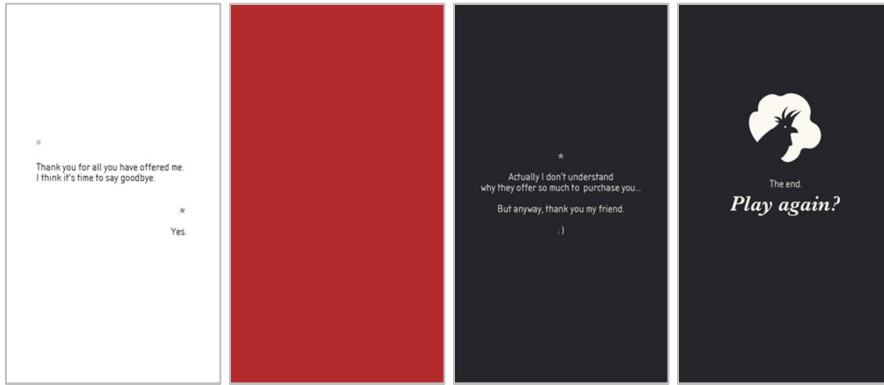 *
Thank you for all you have offered me.
I think it's time to say goodbye.
*
Yes.
*
Actually I don't understand
why they offer so much to purchase you...
But anyway, thank you my friend.
: )
The end.
Play again?